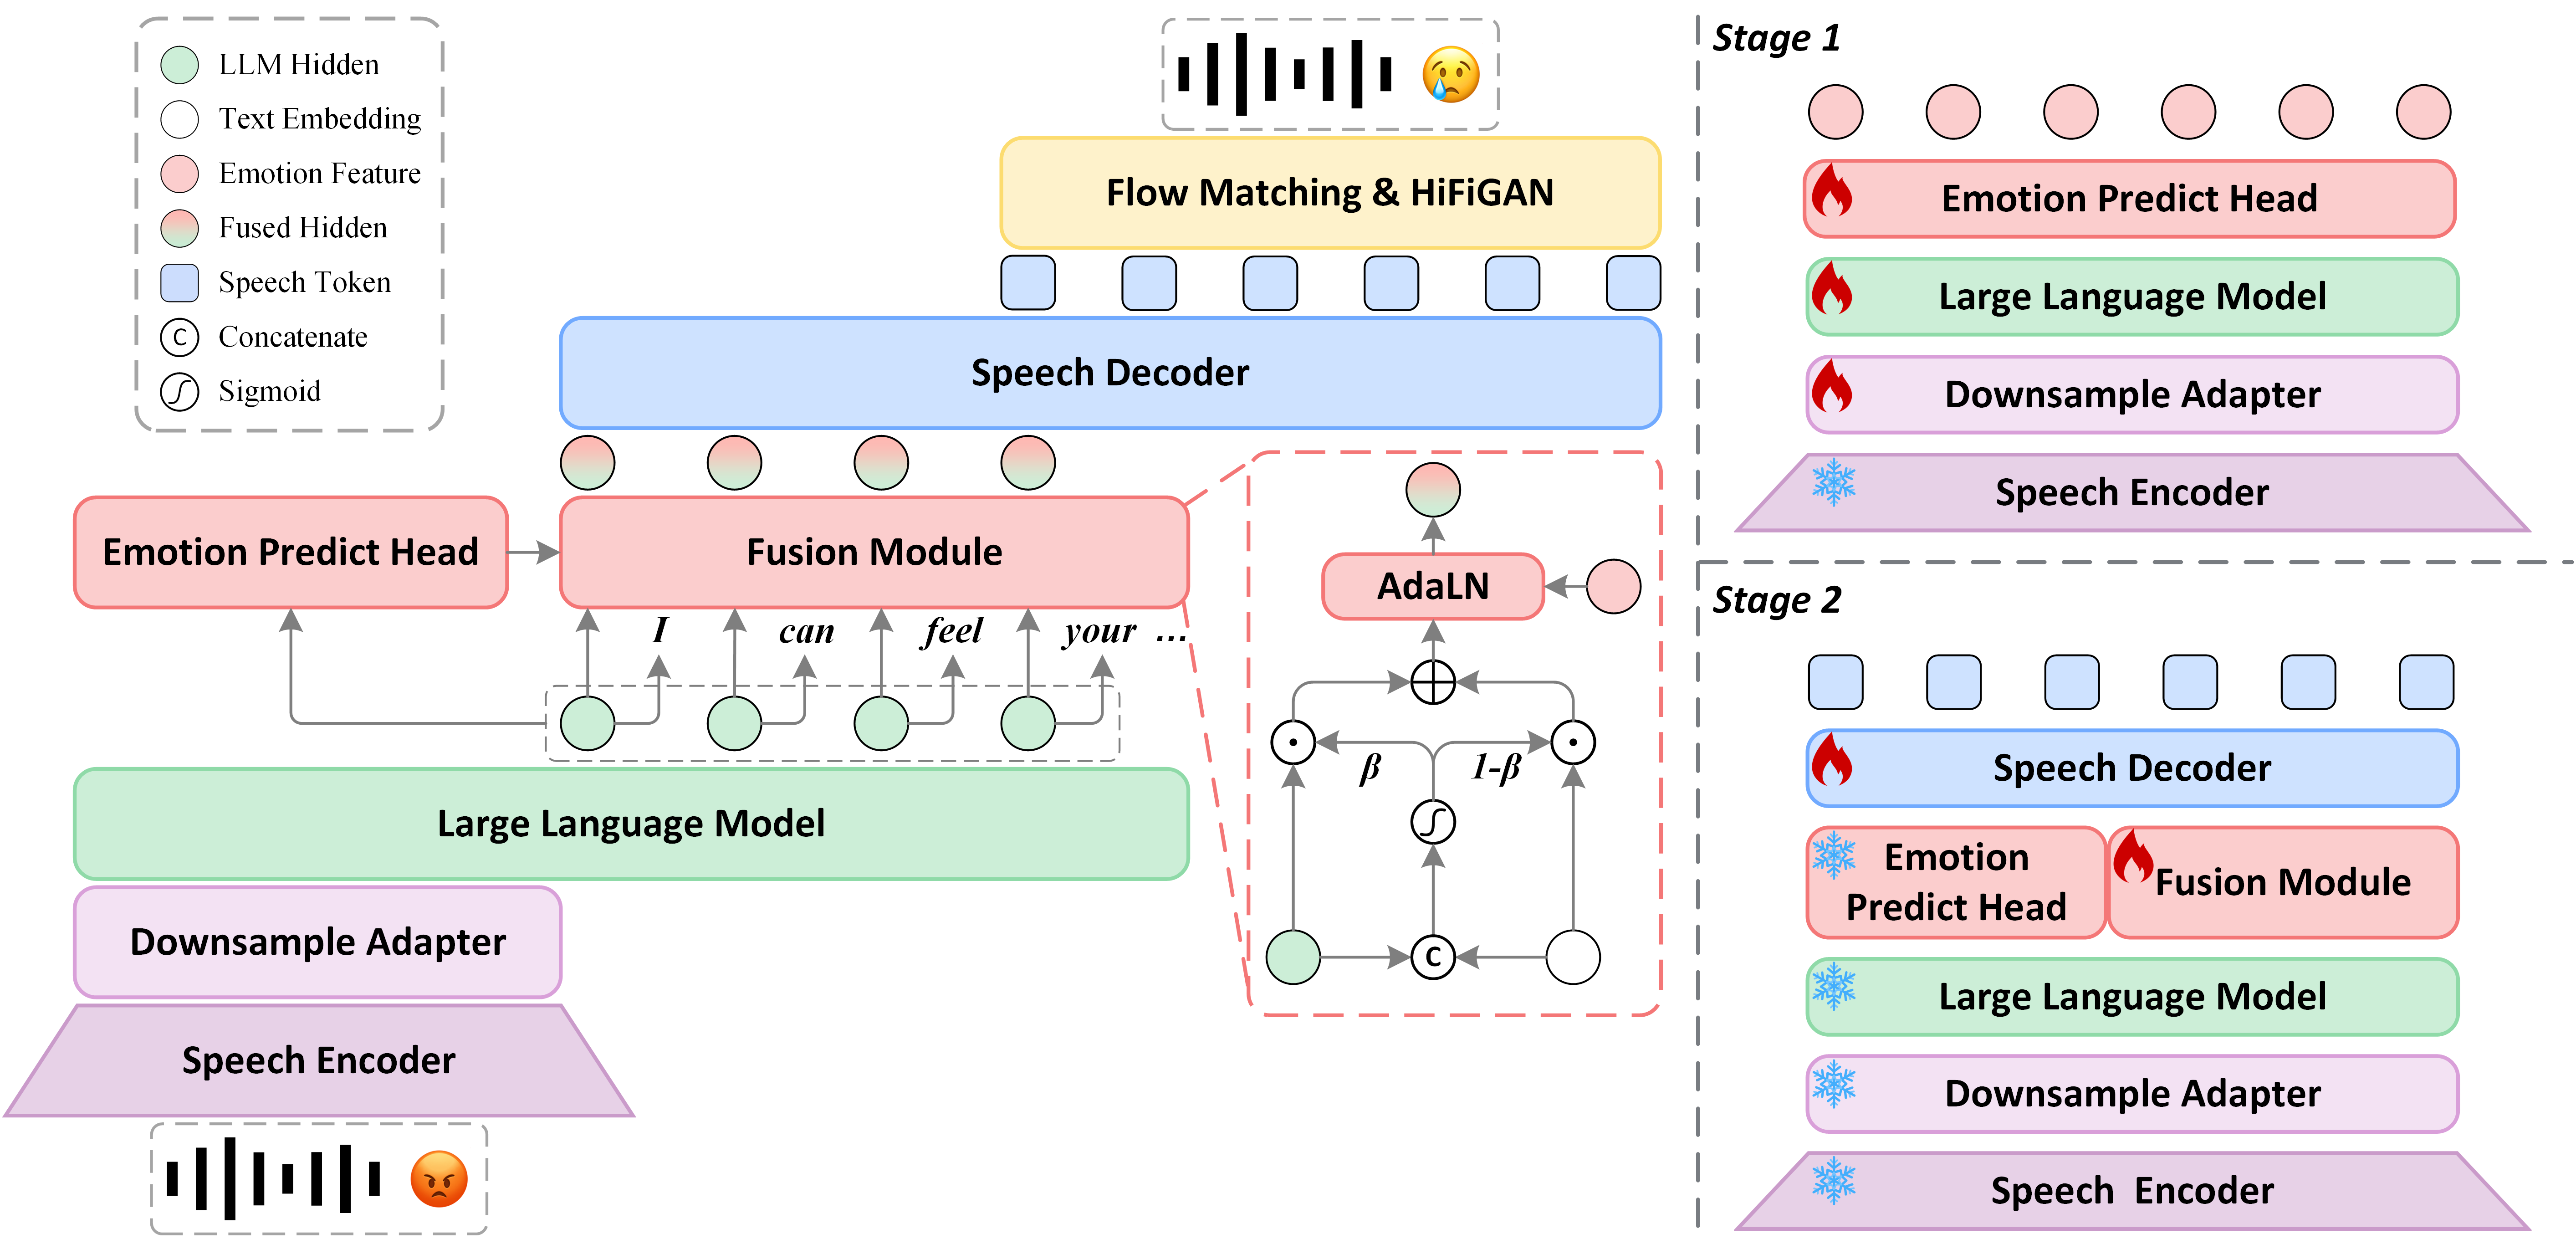 LLM Hidden
Text Embedding
Emotion Feature
Fused Hidden
Speech Token
C Concatenate
Sigmoid
Flow Matching & HiFiGAN
Speech Decoder
Emotion Predict Head
Fusion Module
I can feel your ...
Large Language Model
Downsample Adapter
Speech Encoder
AdaLN
β 1-β
C
Stage 1
Emotion Predict Head
Large Language Model
Downsample Adapter
Speech Encoder
Stage 2
Speech Decoder
Emotion
Predict Head
Fusion Module
Large Language Model
Downsample Adapter
Speech Encoder